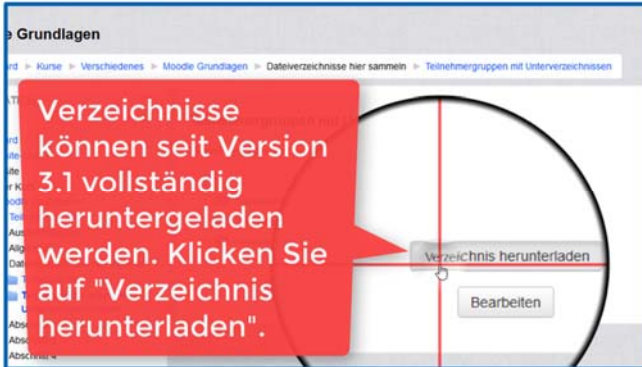 e Grundlagen
Kurse ► Verschiedenes ► Moodle Grundlagen ► Dateiverzeichnisse hier sammeln ► Teilnehmergruppen mit Unterverzeichnissen
Verzeichnisse
können seit Version
3.1 vollständig
heruntergeladen
werden. Klicken Sie
auf "Verzeichnis
herunterladen".
Verzeichnis herunterladen
Bearbeiten